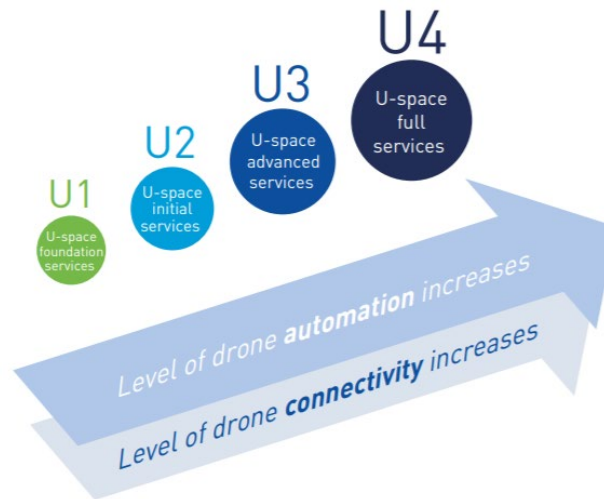 U1
U-space
foundation
services
U2
U-space
initial
services
U3
U-space
advanced
services
U4
U-space
full
services
Level of drone automation increases
Level of drone connectivity increases